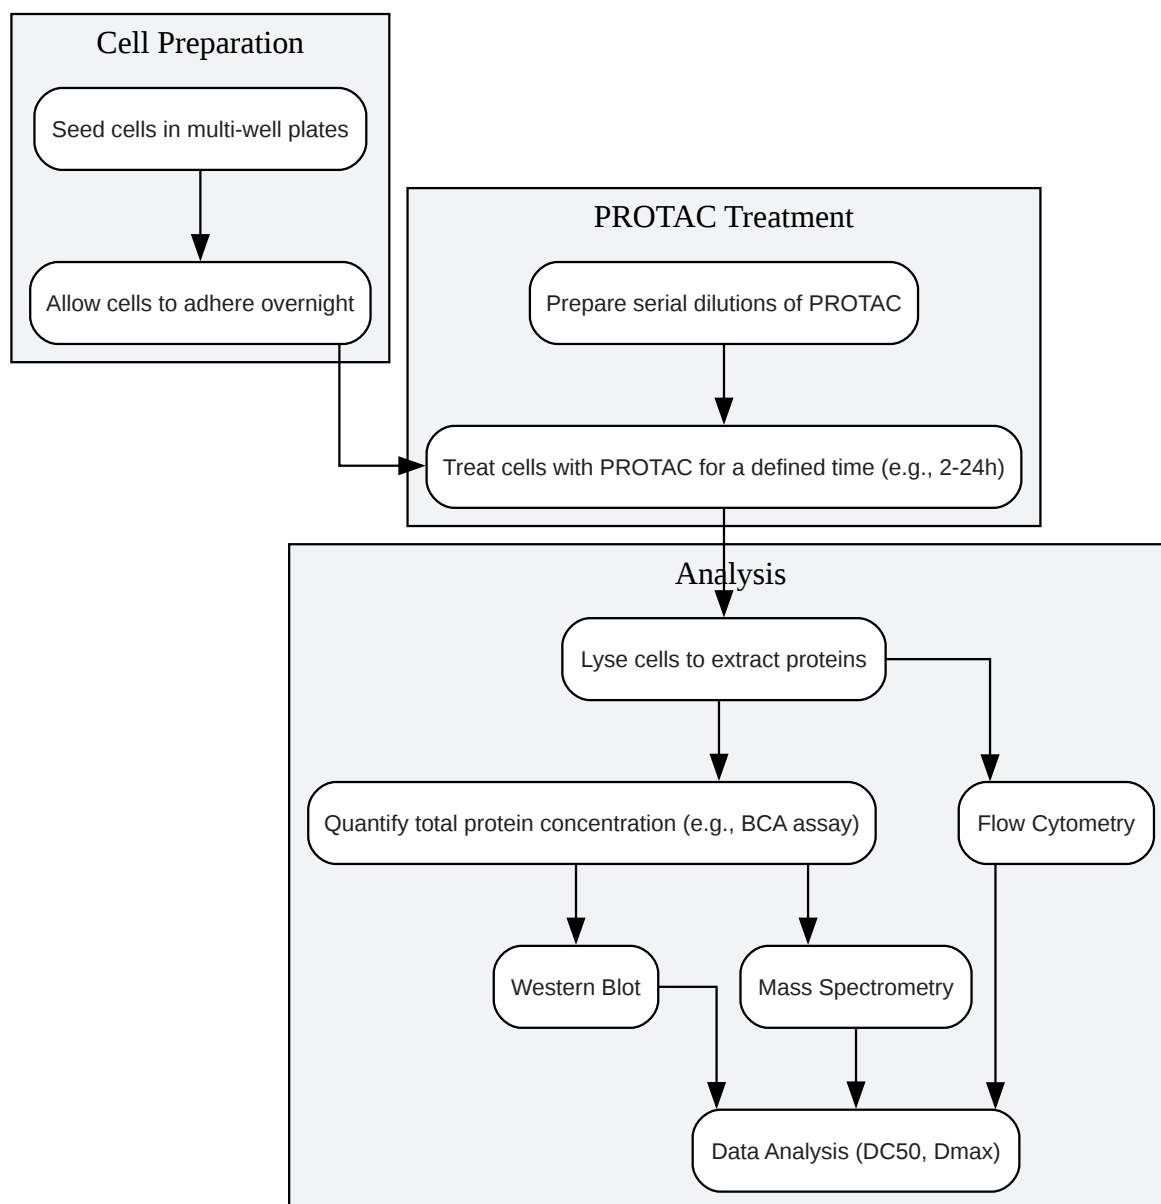 Cell Preparation
Seed cells in multi-well plates
Allow cells to adhere overnight
PROTAC Treatment
Prepare serial dilutions of PROTAC
Treat cells with PROTAC for a defined time (e.g., 2-24h)
Analysis
Lyse cells to extract proteins
Quantify total protein concentration (e.g., BCA assay)
Flow Cytometry
Western Blot
Mass Spectrometry
Data Analysis (DC50, Dmax)